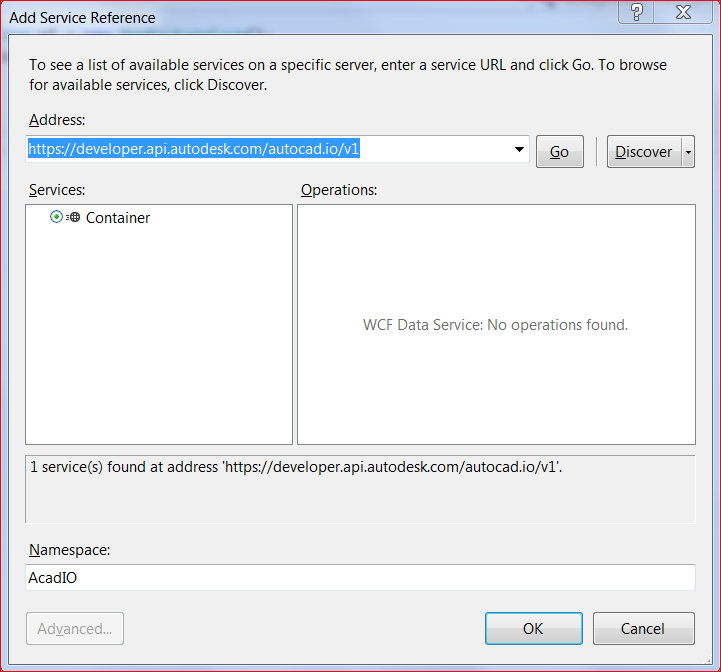 Add Service Reference
To see a list of available services on a specific server, enter a service URL and click Go. To browse
for available services, click Discover.
Address:
https://developer.api.autodesk.com/autocad.io/v1
Go
Discover
Services:
Operations:
Container
WCF Data Service: No operations found.
1 service(s) found at address 'https://developer.api.autodesk.com/autocad.io/v1'.
Namespace:
AcadIO
Advanced...
OK
Cancel